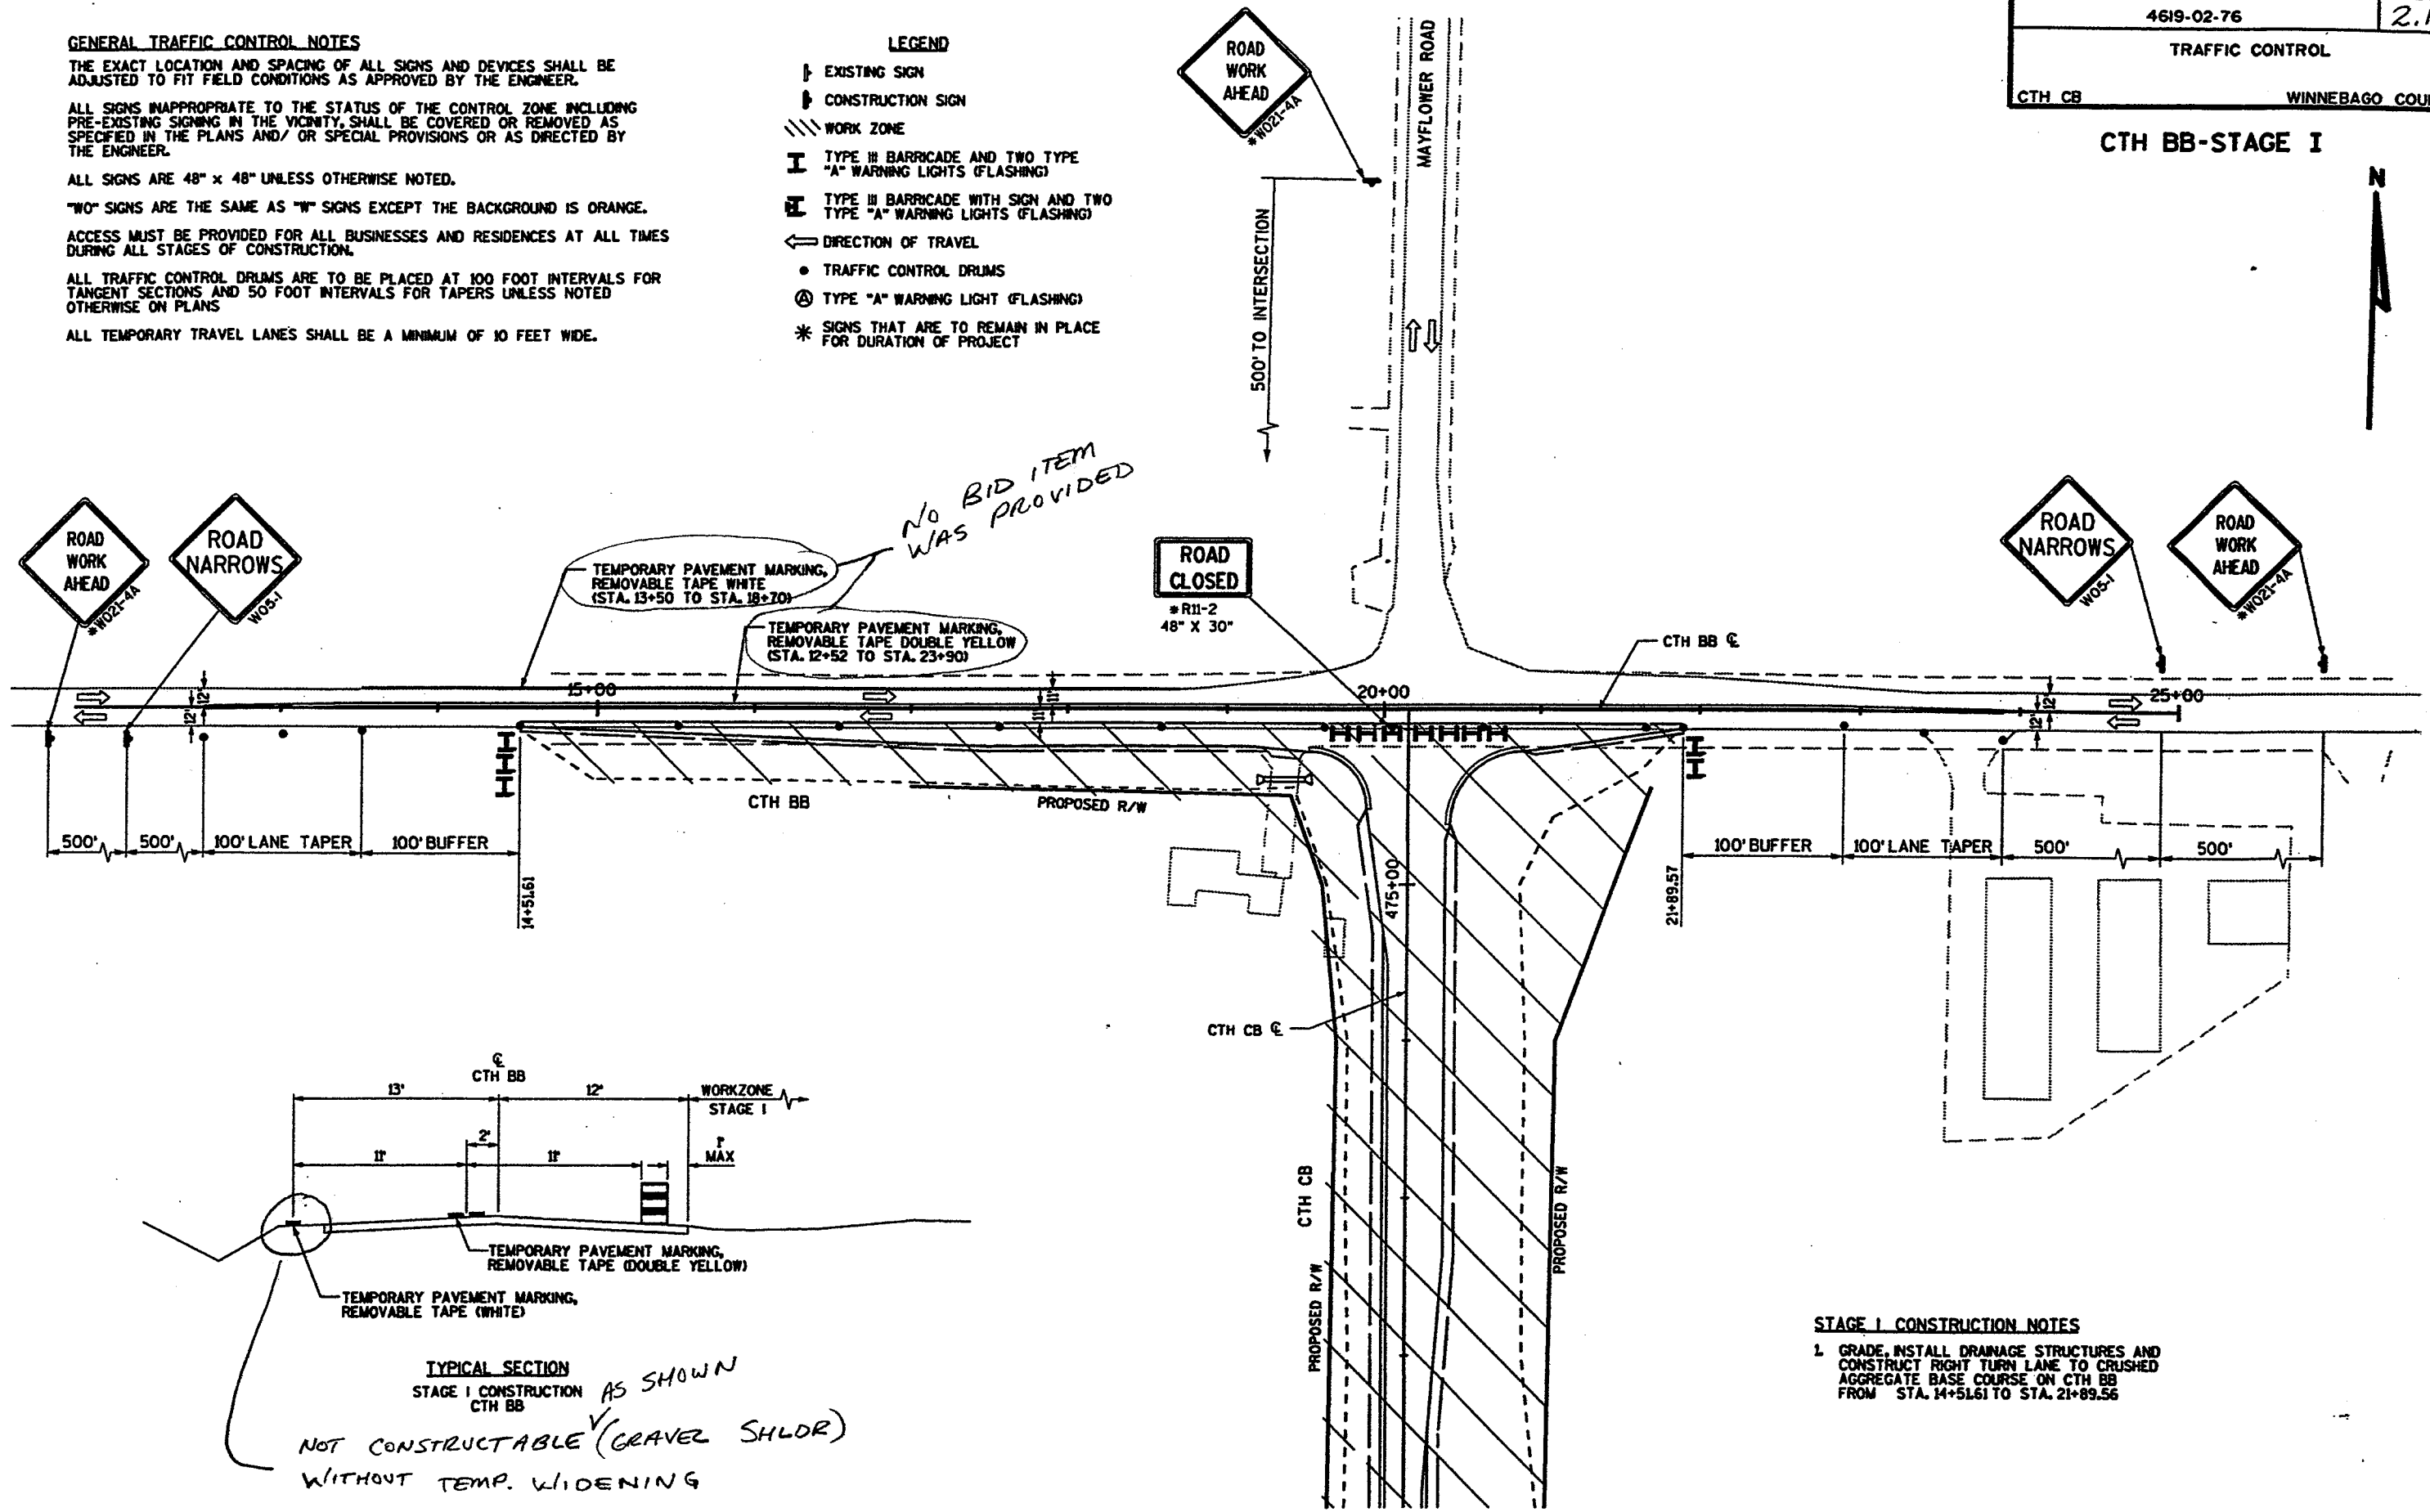 GENERAL TRAFFIC CONTROL NOTES
THE EXACT LOCATION AND SPACING OF ALL SIGNS AND DEVICES SHALL BE
ADJUSTED TO FIT FIELD CONDITIONS AS APPROVED BY THE ENGINEER.
ALL SIGNS INAPPROPRIATE TO THE STATUS OF THE CONTROL ZONE INCLUDING
PRE-EXISTING SIGNING IN THE VICINITY, SHALL BE COVERED OR REMOVED AS
SPECIFIED IN THE PLANS AND/ OR SPECIAL PROVISIONS OR AS DIRECTED BY
THE ENGINEER.
ALL SIGNS ARE 48" x 48" UNLESS OTHERWISE NOTED.
"WO" SIGNS ARE THE SAME AS "W" SIGNS EXCEPT THE BACKGROUND IS ORANGE.
ACCESS MUST BE PROVIDED FOR ALL BUSINESSES AND RESIDENCES AT ALL TIMES
DURING ALL STAGES OF CONSTRUCTION.
ALL TRAFFIC CONTROL DRUMS ARE TO BE PLACED AT 100 FOOT INTERVALS FOR
TANGENT SECTIONS AND 50 FOOT INTERVALS FOR TAPERS UNLESS NOTED
OTHERWISE ON PLANS
ALL TEMPORARY TRAVEL LANES SHALL BE A MINIMUM OF 10 FEET WIDE.
LEGEND
EXISTING SIGN
CONSTRUCTION SIGN
WORK ZONE
TYPE III BARRICADE AND TWO TYPE
"A" WARNING LIGHTS (FLASHING)
TYPE III BARRICADE WITH SIGN AND TWO
TYPE "A" WARNING LIGHTS (FLASHING)
DIRECTION OF TRAVEL
TRAFFIC CONTROL DRUMS
Ⓐ TYPE "A" WARNING LIGHT (FLASHING)
* SIGNS THAT ARE TO REMAIN IN PLACE
FOR DURATION OF PROJECT
ROAD
WORK
AHEAD
*WO21-4A
MAYFLOWER ROAD
500' TO INTERSECTION
4619-02-76
TRAFFIC CONTROL
CTH CB
CTH BB-STAGE I
N
NO BID ITEM
WAS PROVIDED
ROAD
WORK
AHEAD
*WO21-4A
ROAD
NARROWS
WO5-1
TEMPORARY PAVEMENT MARKING,
REMOVABLE TAPE WHITE
(STA. 13+50 TO STA. 18+70)
TEMPORARY PAVEMENT MARKING,
REMOVABLE TAPE DOUBLE YELLOW
(STA. 12+52 TO STA. 23+90)
ROAD
CLOSED
*R11-2
48" X 30"
CTH BB ℄
ROAD
NARROWS
WO5-1
ROAD
WORK
AHEAD
*WO21-4A
12'
12'
15+00
11'
11'
20+00
12'
12'
25+00
CTH BB
PROPOSED R/W
500'
500'
100' LANE TAPER
100' BUFFER
14+51.61
475+00
21+89.57
100' BUFFER
100' LANE TAPER
500'
500'
CTH CB ℄
CTH CB
PROPOSED R/W
PROPOSED R/W
℄
CTH BB
13'
12'
WORKZONE
STAGE 1
2'
11'
11'
1'
MAX
TEMPORARY PAVEMENT MARKING,
REMOVABLE TAPE (DOUBLE YELLOW)
TEMPORARY PAVEMENT MARKING,
REMOVABLE TAPE (WHITE)
TYPICAL SECTION
STAGE 1 CONSTRUCTION
CTH BB
AS SHOWN
NOT CONSTRUCTABLE (GRAVEL SHLDR)
WITHOUT TEMP. WIDENING
STAGE 1 CONSTRUCTION NOTES
1. GRADE, INSTALL DRAINAGE STRUCTURES AND
CONSTRUCT RIGHT TURN LANE TO CRUSHED
AGGREGATE BASE COURSE ON CTH BB
FROM STA. 14+51.61 TO STA. 21+89.56